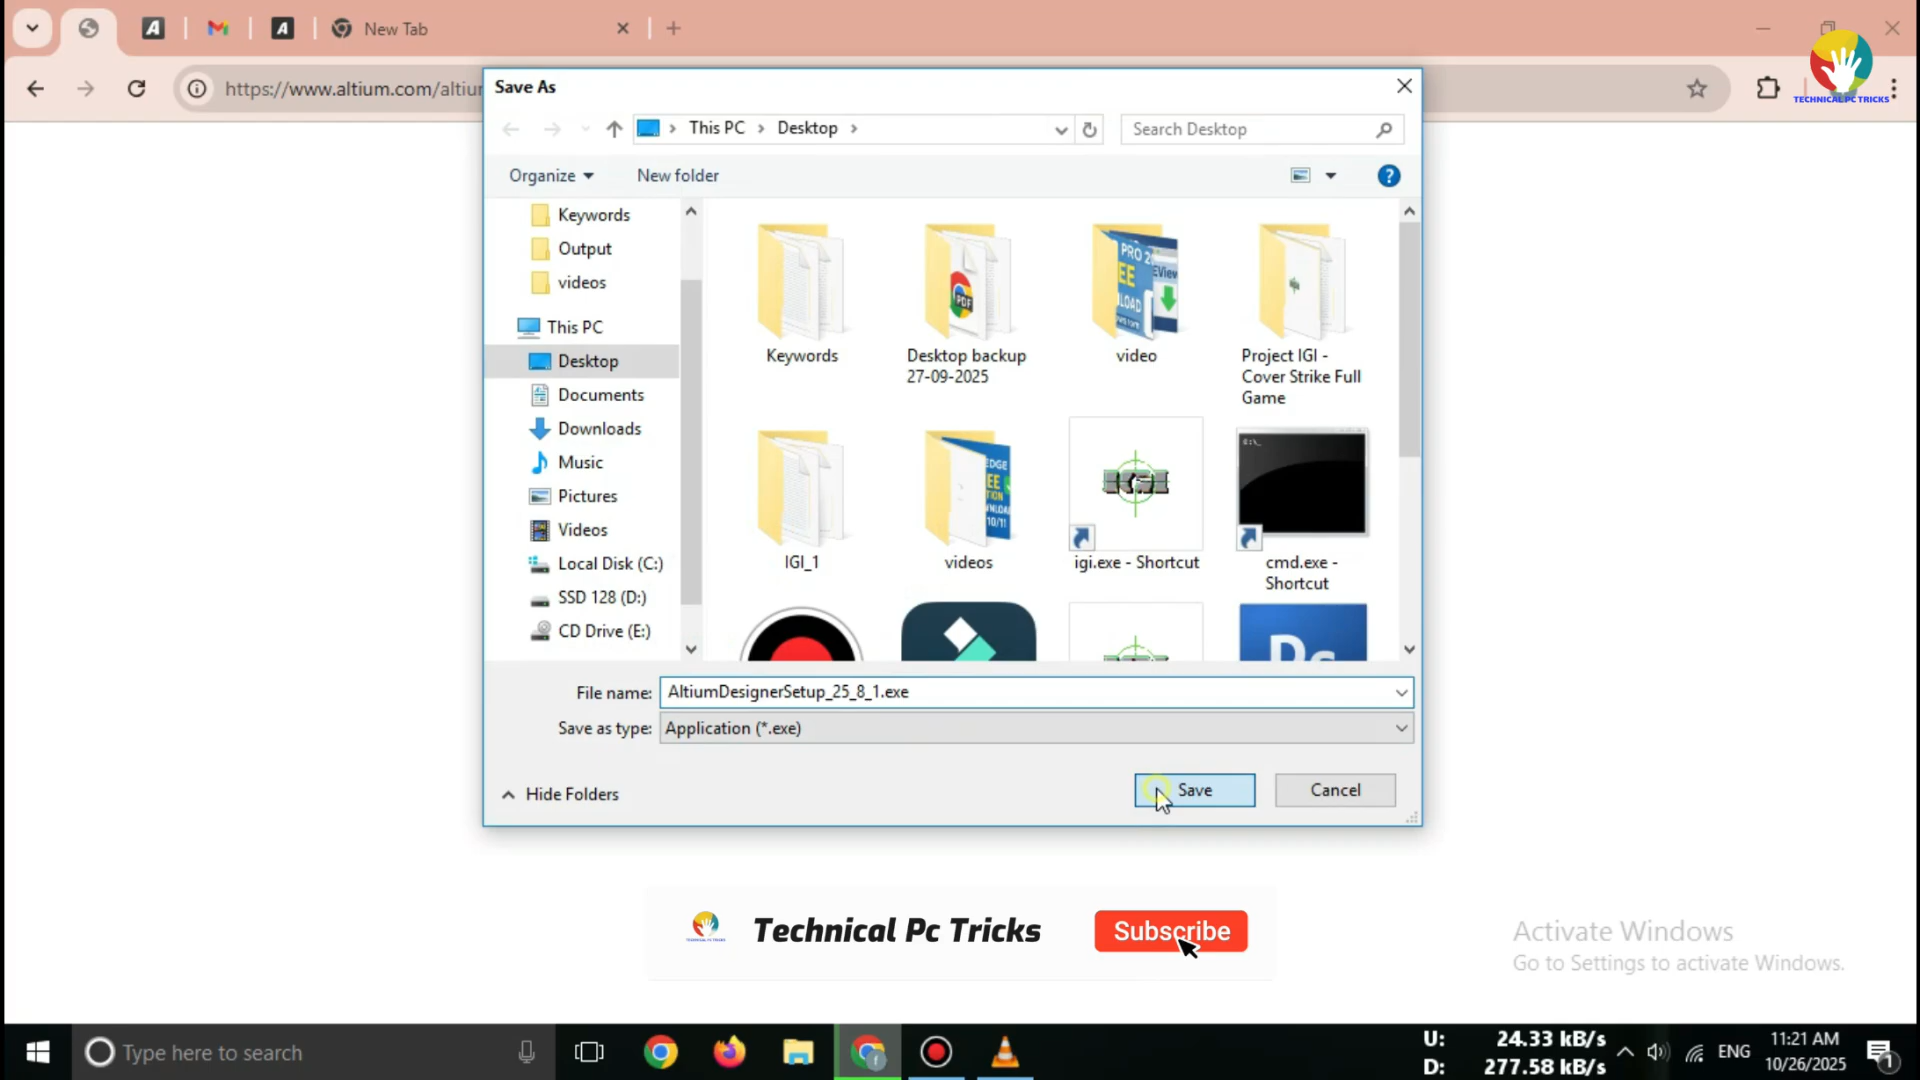 New Tab
https://www.altium.com/altiu
TECHNICAL PC TRICKS
Save As
This PC
Desktop
Search Desktop
Organize
New folder
Keywords
Output
videos
This PC
Desktop
Documents
Downloads
Music
Pictures
Videos
Local Disk (C:)
SSD 128 (D:)
CD Drive (E:)
Keywords
Desktop backup
27-09-2025
video
Project IGI -
Cover Strike Full
Game
IGI_1
videos
igi.exe - Shortcut
cmd.exe -
Shortcut
File name:
AltiumDesignerSetup_25_8_1.exe
Save as type:
Application (*.exe)
Hide Folders
Save
Cancel
Technical Pc Tricks
Subscribe
Activate Windows
Go to Settings to activate Windows.
Type here to search
U: 24.33 kB/s
D: 277.58 kB/s
ENG
11:21 AM
10/26/2025
1